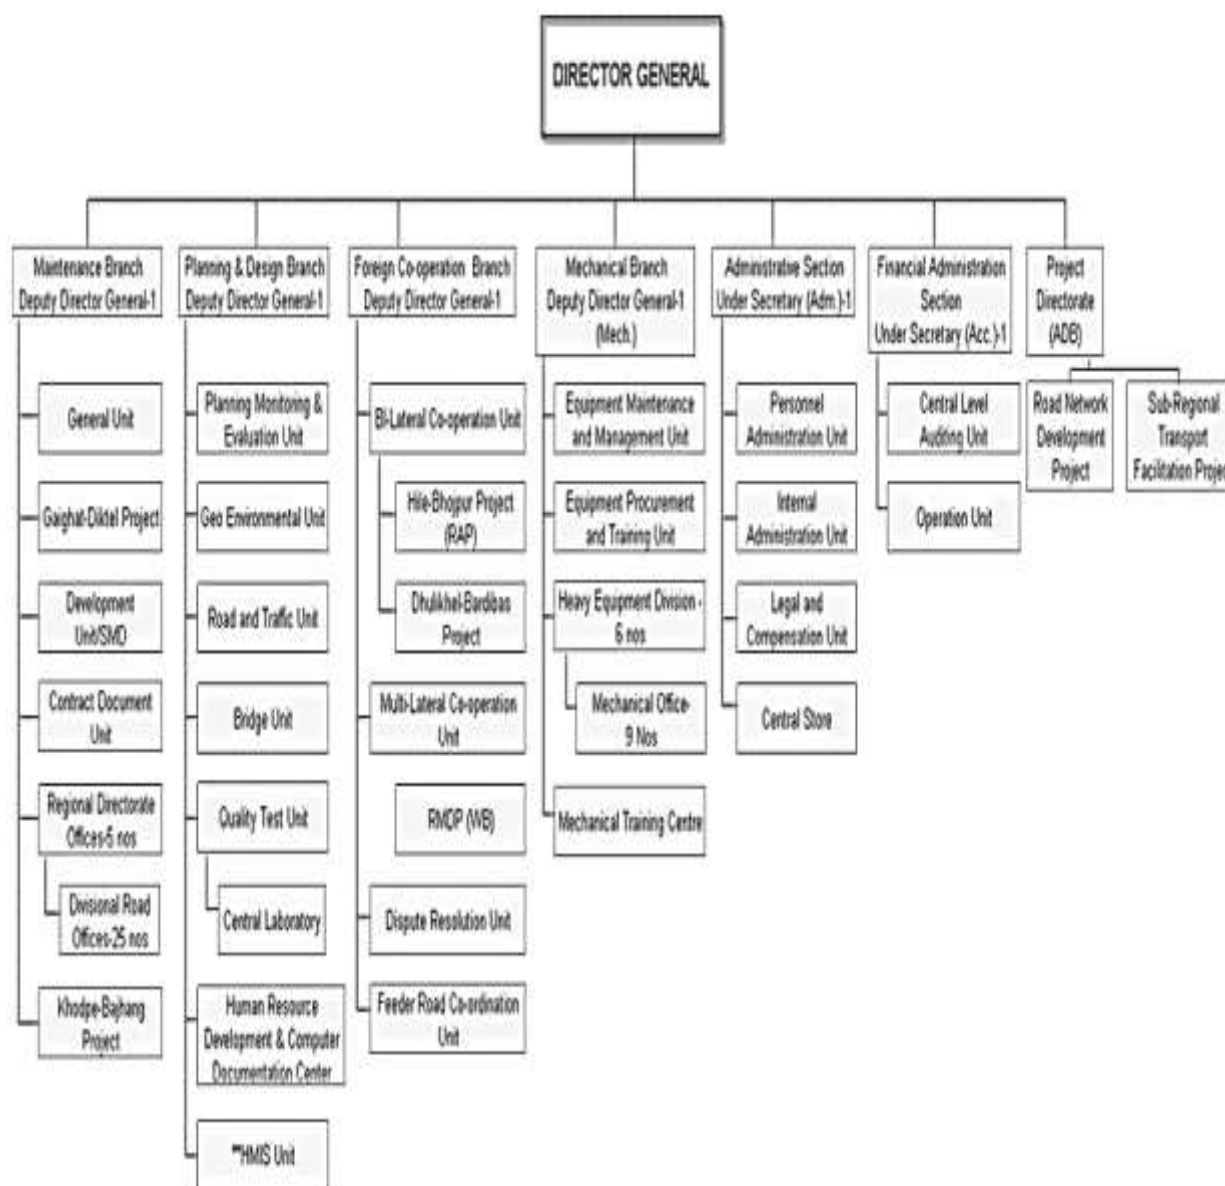 DIRECTOR GENERAL
Maintenance Branch
Deputy Director General-1
General Unit
Gaighat-Diktel Project
Development
Unit/SMD
Contract Document
Unit
Regional Directorate
Offices-5 nos
Divisional Road
Offices-25 nos
Khodpe-Bajhang
Project
Planning & Design Branch
Deputy Director General-1
Planning Monitoring &
Evaluation Unit
Geo Environmental Unit
Road and Traffic Unit
Bridge Unit
Quality Test Unit
Central Laboratory
Human Resource
Development & Computer
Documentation Center
**HMIS Unit
Foreign Co-operation Branch
Deputy Director General-1
Bi-Lateral Co-operation Unit
Hile-Bhojpur Project
(RAP)
Dhulikhel-Bardibas
Project
Multi-Lateral Co-operation
Unit
RMDP (WB)
Dispute Resolution Unit
Feeder Road Co-ordination
Unit
Mechanical Branch
Deputy Director General-1
(Mech.)
Equipment Maintenance
and Management Unit
Equipment Procurement
and Training Unit
Heavy Equipment Division -
6 nos
Mechanical Office-
9 Nos
Mechanical Training Centre
Administrative Section
Under Secretary (Adm.)-1
Personnel
Administration Unit
Internal
Administration Unit
Legal and
Compensation Unit
Central Store
Financial Administration
Section
Under Secretary (Acc.)-1
Central Level
Auditing Unit
Operation Unit
Project
Directorate
(ADB)
Road Network
Development
Project
Sub-Regional
Transport
Facilitation Projec